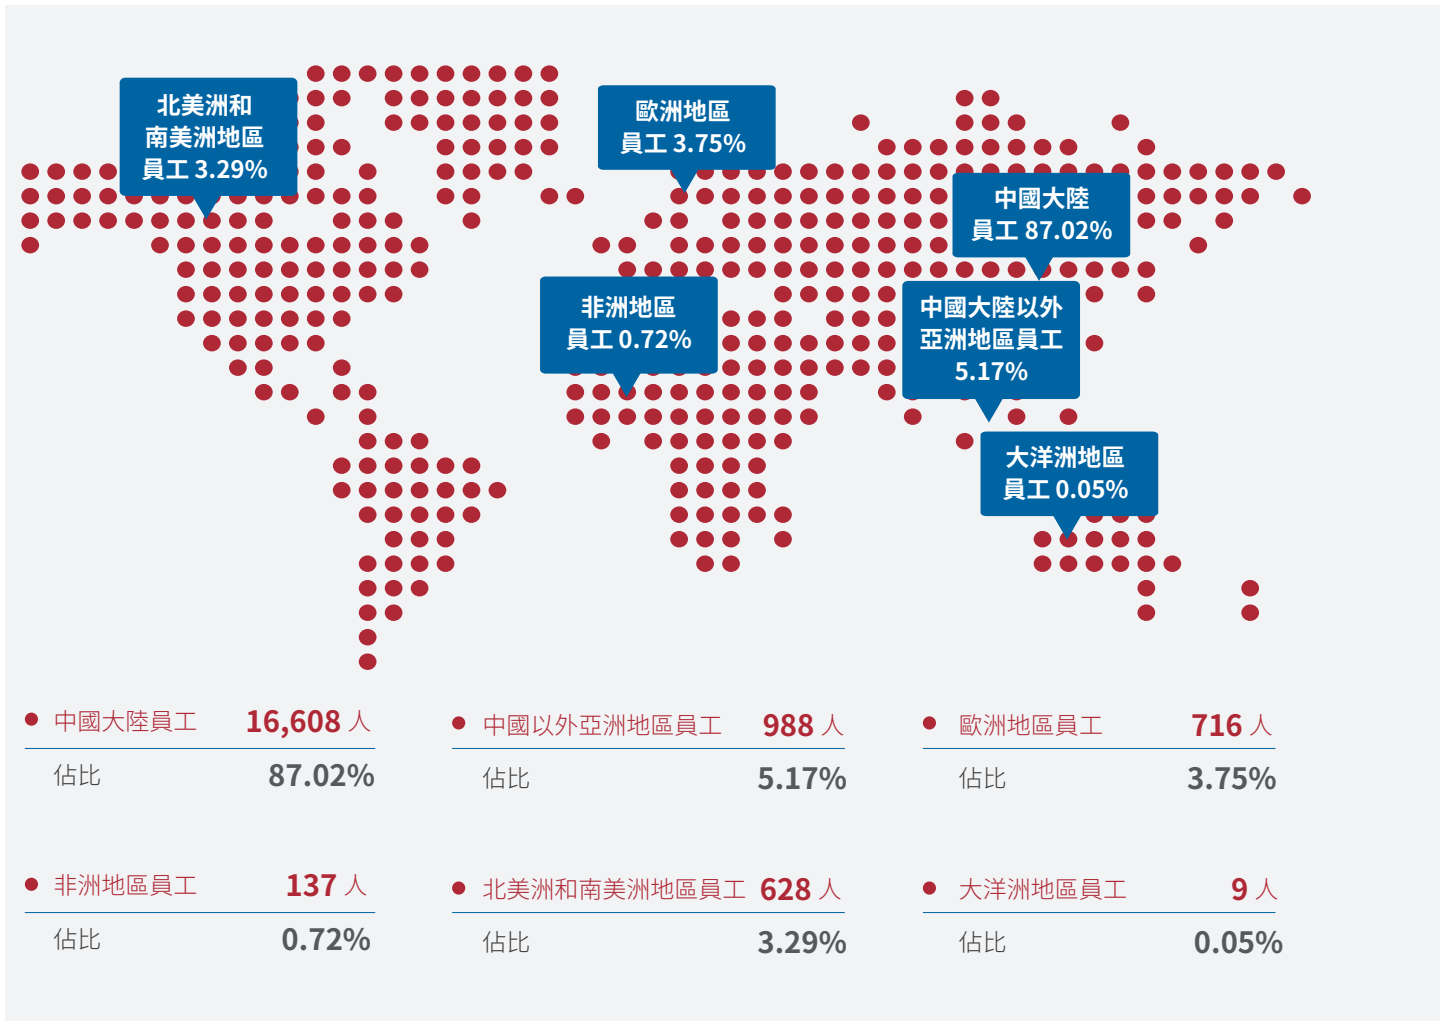 北美洲和
南美洲地區
員工 3.29%
歐洲地區
員工 3.75%
中國大陸
員工 87.02%
非洲地區
員工 0.72%
中國大陸以外
亞洲地區員工
5.17%
大洋洲地區
員工 0.05%
中國大陸員工 16,608 人
佔比 87.02%
中國以外亞洲地區員工 988 人
佔比 5.17%
歐洲地區員工 716 人
佔比 3.75%
非洲地區員工 137 人
佔比 0.72%
北美洲和南美洲地區員工 628 人
佔比 3.29%
大洋洲地區員工 9 人
佔比 0.05%